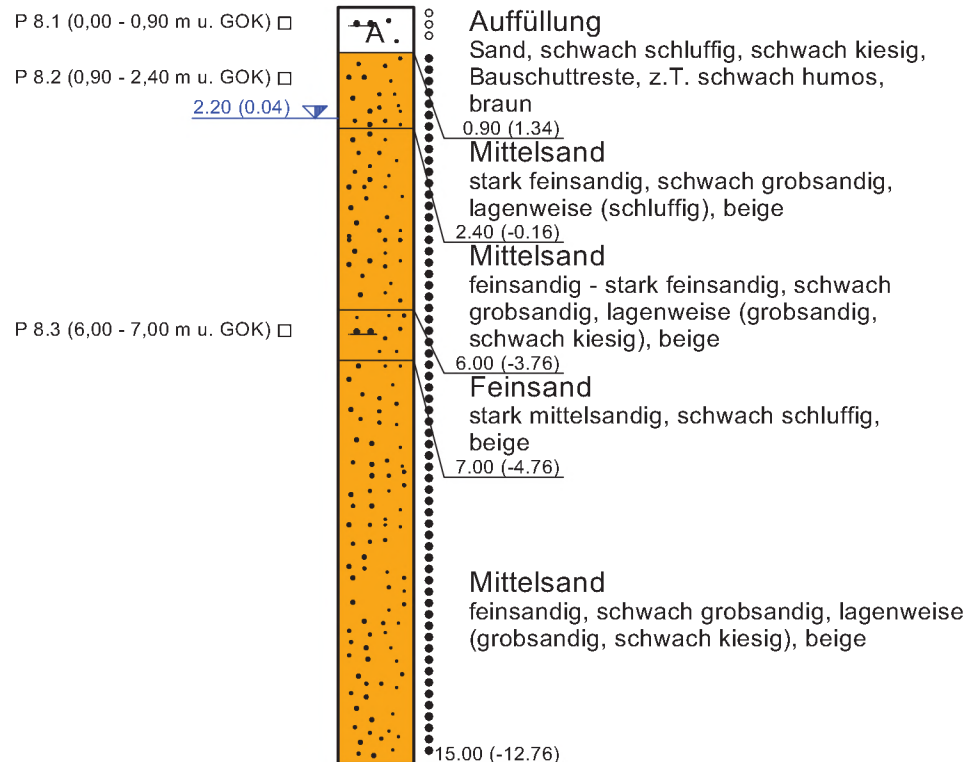 P 8.1 (0,00 - 0,90 m u. GOK)
A
Auffüllung
Sand, schwach schluffig, schwach kiesig,
Bauschuttreste, z.T. schwach humos,
braun
P 8.2 (0,90 - 2,40 m u. GOK)
2.20 (0.04)
0.90 (1.34)
Mittelsand
stark feinsandig, schwach grobsandig,
lagenweise (schluffig), beige
2.40 (-0.16)
Mittelsand
feinsandig - stark feinsandig, schwach
grobsandig, lagenweise (grobsandig,
schwach kiesig), beige
P 8.3 (6,00 - 7,00 m u. GOK)
6.00 (-3.76)
Feinsand
stark mittelsandig, schwach schluffig,
beige
7.00 (-4.76)
Mittelsand
feinsandig, schwach grobsandig, lagenweise
(grobsandig, schwach kiesig), beige
15.00 (-12.76)